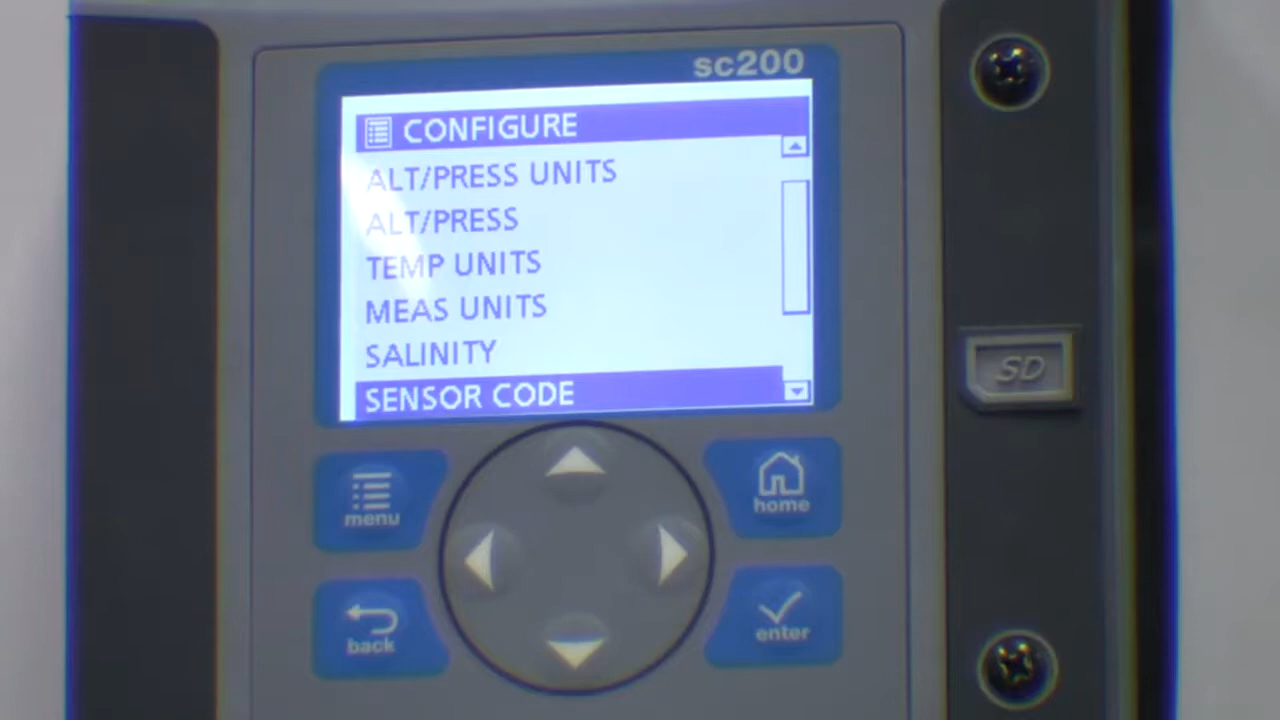 sc200
CONFIGURE
ALT/PRESS UNITS
ALT/PRESS
TEMP UNITS
MEAS UNITS
SALINITY
SENSOR CODE
SD
menu
home
back
enter